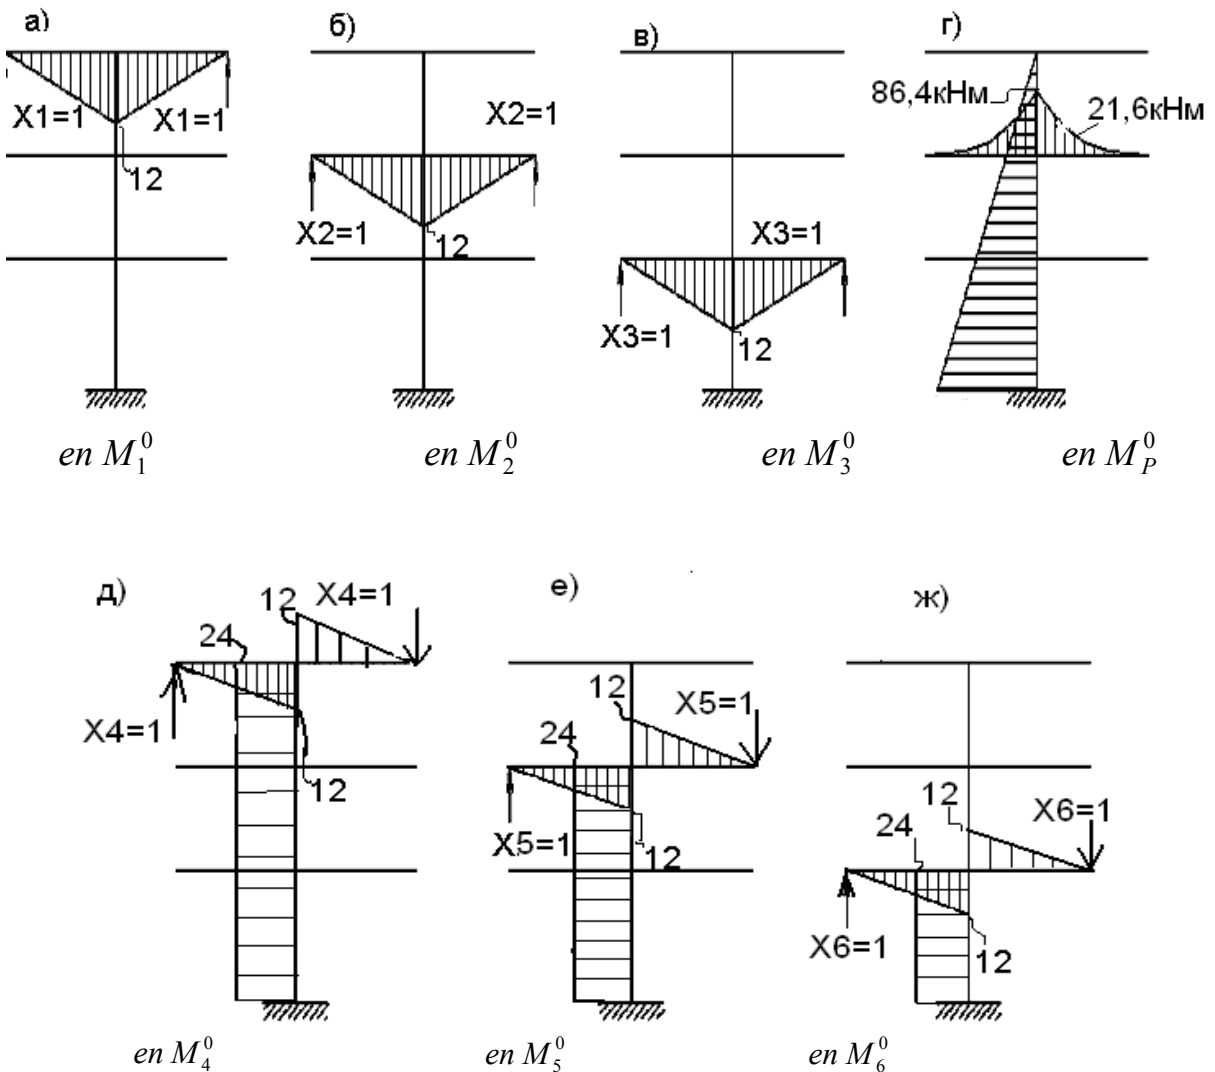 а) б) в) г)
86,4кНм 21,6кНм
X1=1 X1=1 X2=1
12
X2=1 12 X3=1
X3=1 12
en M₁⁰ en M₂⁰ en M₃⁰ en M_P⁰
д) е) ж)
12 X4=1
24
X4=1 12
12 X5=1
24
X5=1 12
12 X6=1
24
X6=1 12
en M₄⁰ en M₅⁰ en M₆⁰